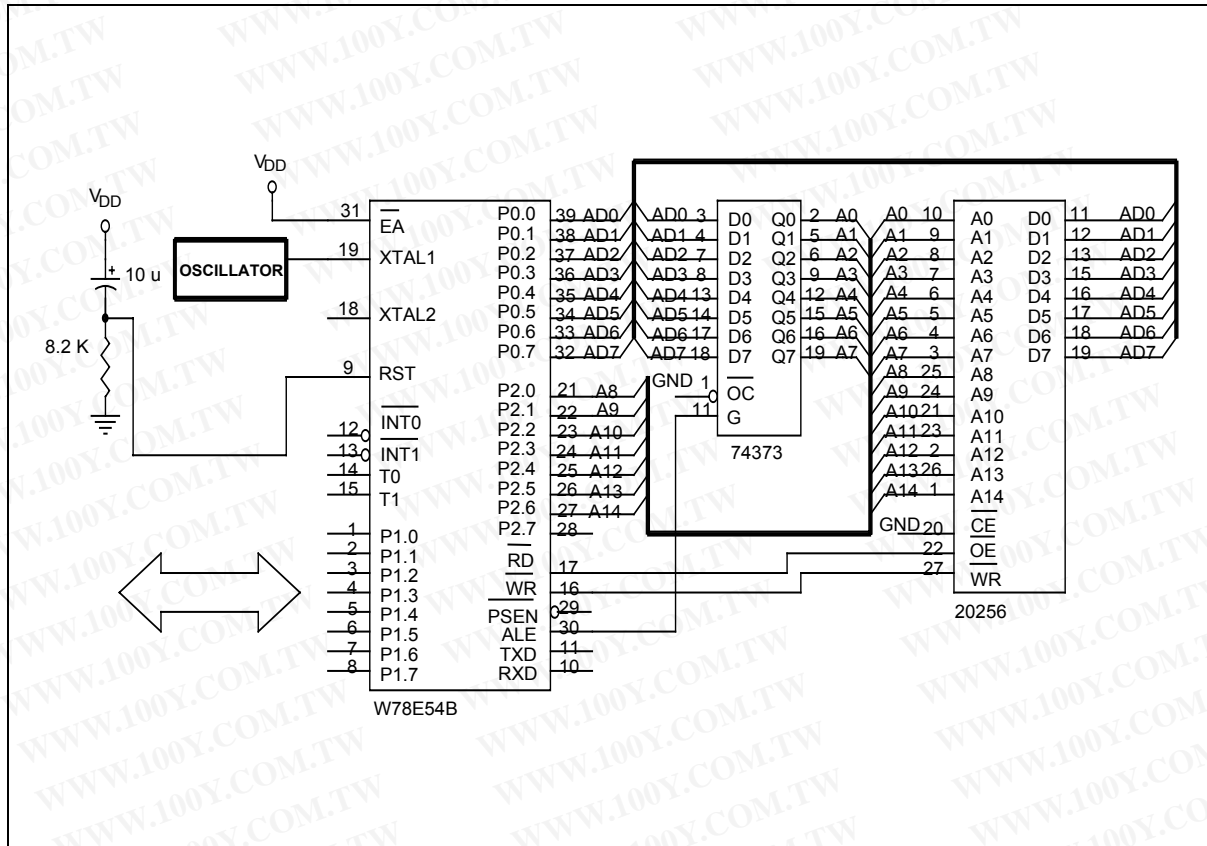 VDD
VDD
10 u
+
8.2 K
OSCILLATOR
31 EA
19 XTAL1
18 XTAL2
9 RST
12 INT0
13 INT1
14 T0
15 T1
1 P1.0
2 P1.1
3 P1.2
4 P1.3
5 P1.4
6 P1.5
7 P1.6
8 P1.7
P0.0 39 AD0
P0.1 38 AD1
P0.2 37 AD2
P0.3 36 AD3
P0.4 35 AD4
P0.5 34 AD5
P0.6 33 AD6
P0.7 32 AD7
P2.0 21 A8
P2.1 22 A9
P2.2 23 A10
P2.3 24 A11
P2.4 25 A12
P2.5 26 A13
P2.6 27 A14
P2.7 28
RD 17
WR 16
PSEN 29
ALE 30
TXD 11
RXD 10
W78E54B
AD0 3 D0 Q0 2 A0
AD1 4 D1 Q1 5 A1
AD2 7 D2 Q2 6 A2
AD3 8 D3 Q3 9 A3
AD4 13 D4 Q4 12 A4
AD5 14 D5 Q5 15 A5
AD6 17 D6 Q6 16 A6
AD7 18 D7 Q7 19 A7
GND 1 OC
11 G
74373
A0 10 A0 D0 11 AD0
A1 9 A1 D1 12 AD1
A2 8 A2 D2 13 AD2
A3 7 A3 D3 15 AD3
A4 6 A4 D4 16 AD4
A5 5 A5 D5 17 AD5
A6 4 A6 D6 18 AD6
A7 3 A7 D7 19 AD7
A8 25 A8
A9 24 A9
A10 21 A10
A11 23 A11
A12 2 A12
A13 26 A13
A14 1 A14
GND 20 CE
22 OE
27 WR
20256
WWW.100Y.COM.TW